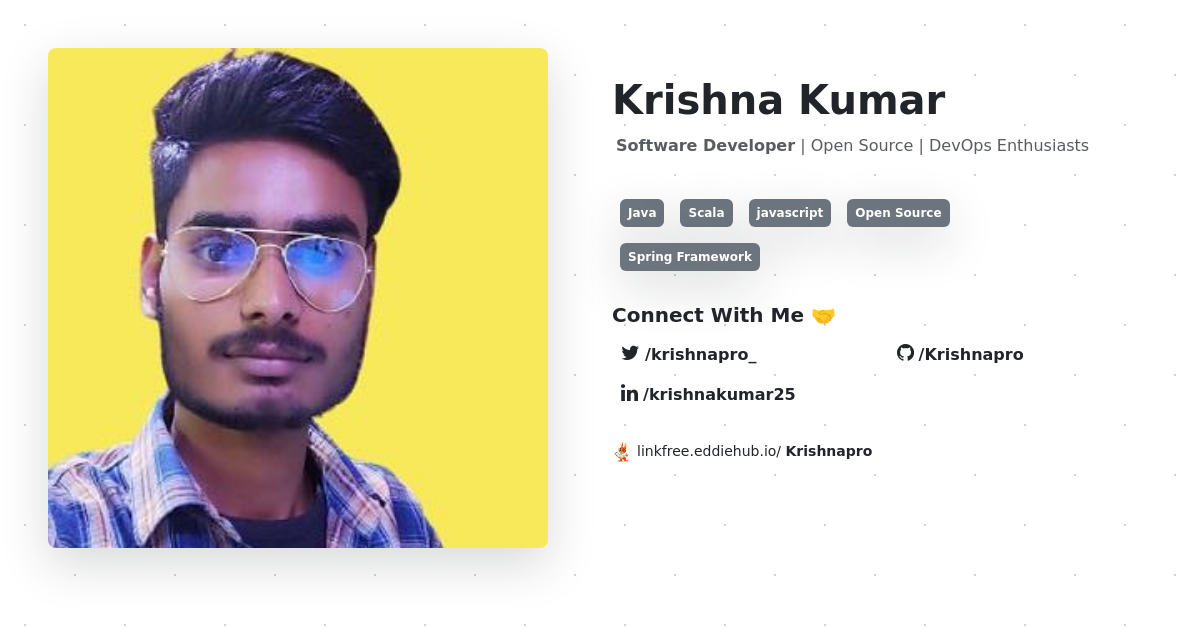 Krishna Kumar
Software Developer | Open Source | DevOps Enthusiasts
Java Scala javascript Open Source
Spring Framework
Connect With Me 🤝
/krishnapro_ /Krishnapro
/krishnakumar25
linkfree.eddiehub.io/ Krishnapro